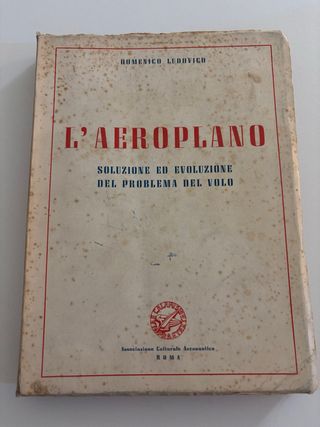 DOMENICO LUDOVICO
L'AEROPLANO
SOLUZIONE ED EVOLUZIONE
DEL PROBLEMA DEL VOLO
Associazione Culturale Aeronautica
ROMA